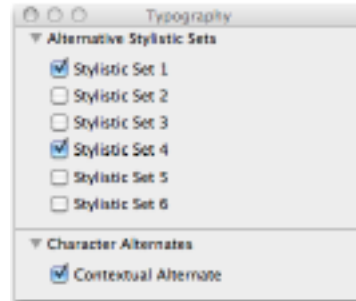 Typography
Alternative Stylistic Sets
Stylistic Set 1
Stylistic Set 2
Stylistic Set 3
Stylistic Set 4
Stylistic Set 5
Stylistic Set 6
Character Alternates
Contextual Alternate